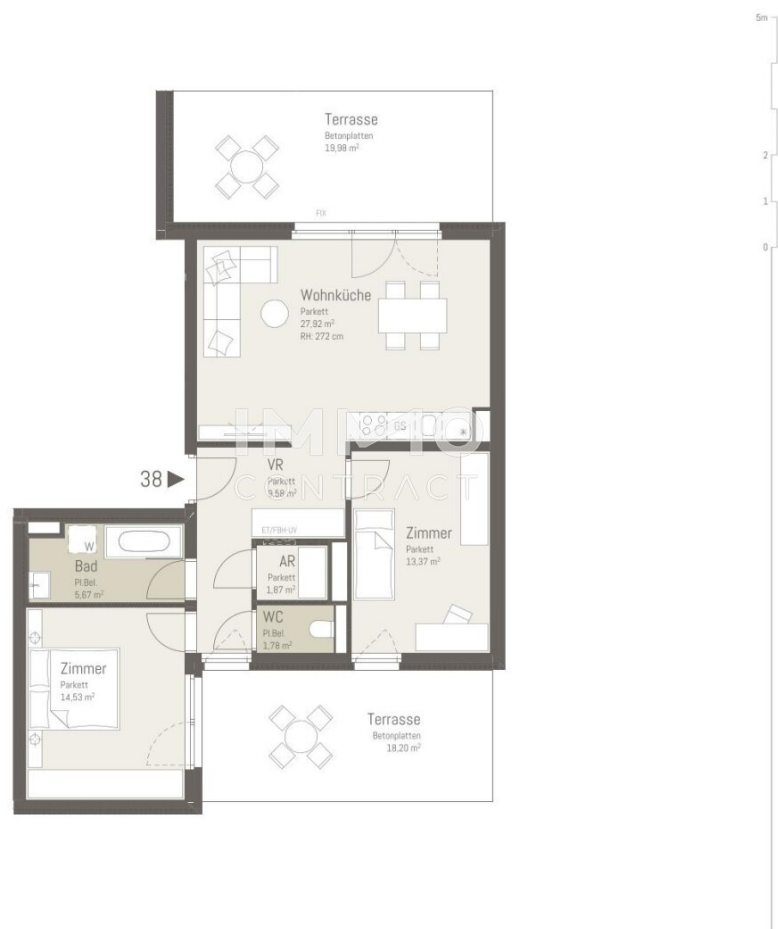 5m
2
1
0
Terrasse
Betonplatten
19,98 m²
FIX
Wohnküche
Parkett
27,92 m²
RH: 272 cm
IMMO
CONTRACT
GS
*
38
VR
Parkett
9,58 m²
ET/FBH-UV
Zimmer
Parkett
13,37 m²
AR
Parkett
1,87 m²
W
Bad
Pl.Bel.
5,67 m²
WC
Pl.Bel.
1,78 m²
Zimmer
Parkett
14,53 m²
Terrasse
Betonplatten
18,20 m²